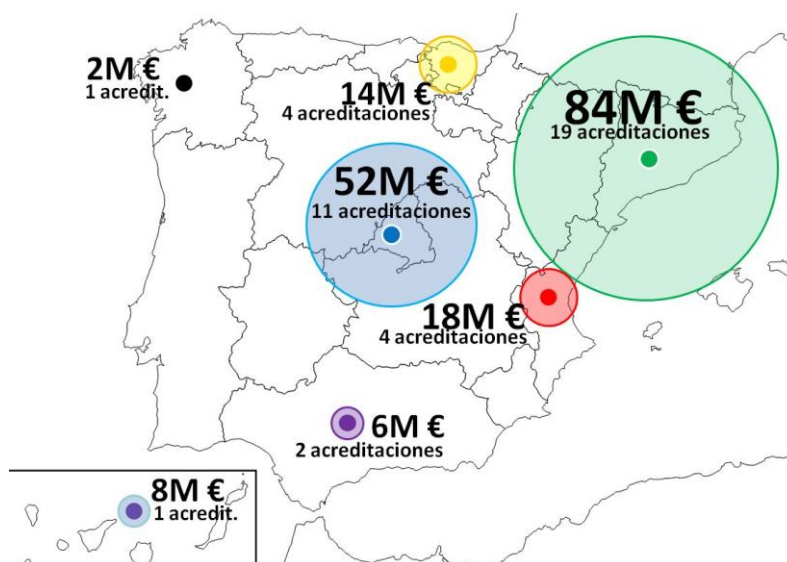 2M €
1 acredit.
14M €
4 acreditaciones
84M €
19 acreditaciones
52M €
11 acreditaciones
18M €
4 acreditaciones
6M €
2 acreditaciones
8M €
1 acredit.